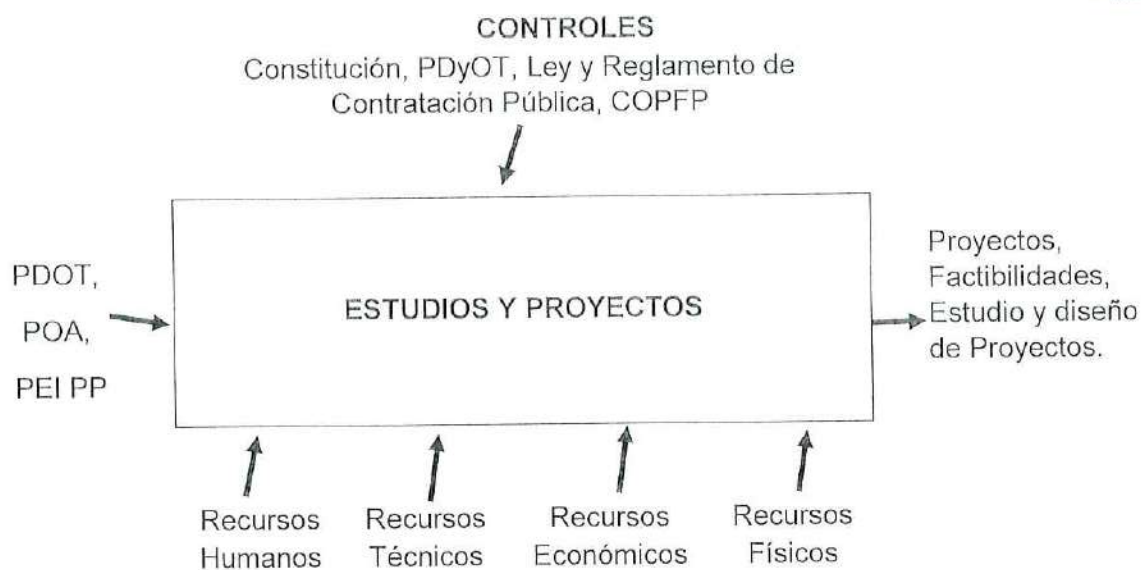 CONTROLES
Constitución, PDyOT, Ley y Reglamento de
Contratación Pública, COPFP
PDOT,
POA,
PEI PP
ESTUDIOS Y PROYECTOS
Proyectos,
Factibilidades,
Estudio y diseño
de Proyectos.
Recursos
Humanos
Recursos
Técnicos
Recursos
Económicos
Recursos
Físicos